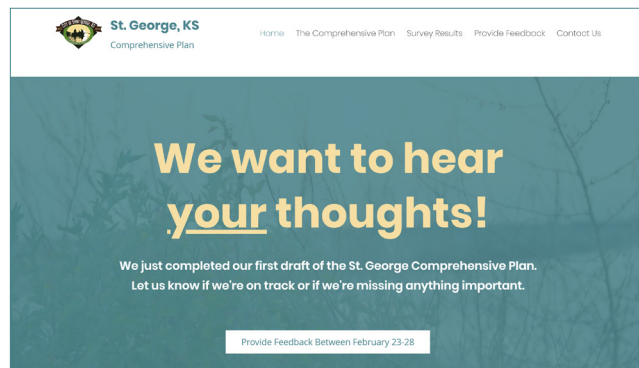 St. George, KS
Comprehensive Plan
Home The Comprehensive Plan Survey Results Provide Feedback Contact Us
We want to hear
your thoughts!
We just completed our first draft of the St. George Comprehensive Plan.
Let us know if we're on track or if we're missing anything important.
Provide Feedback Between February 23-28